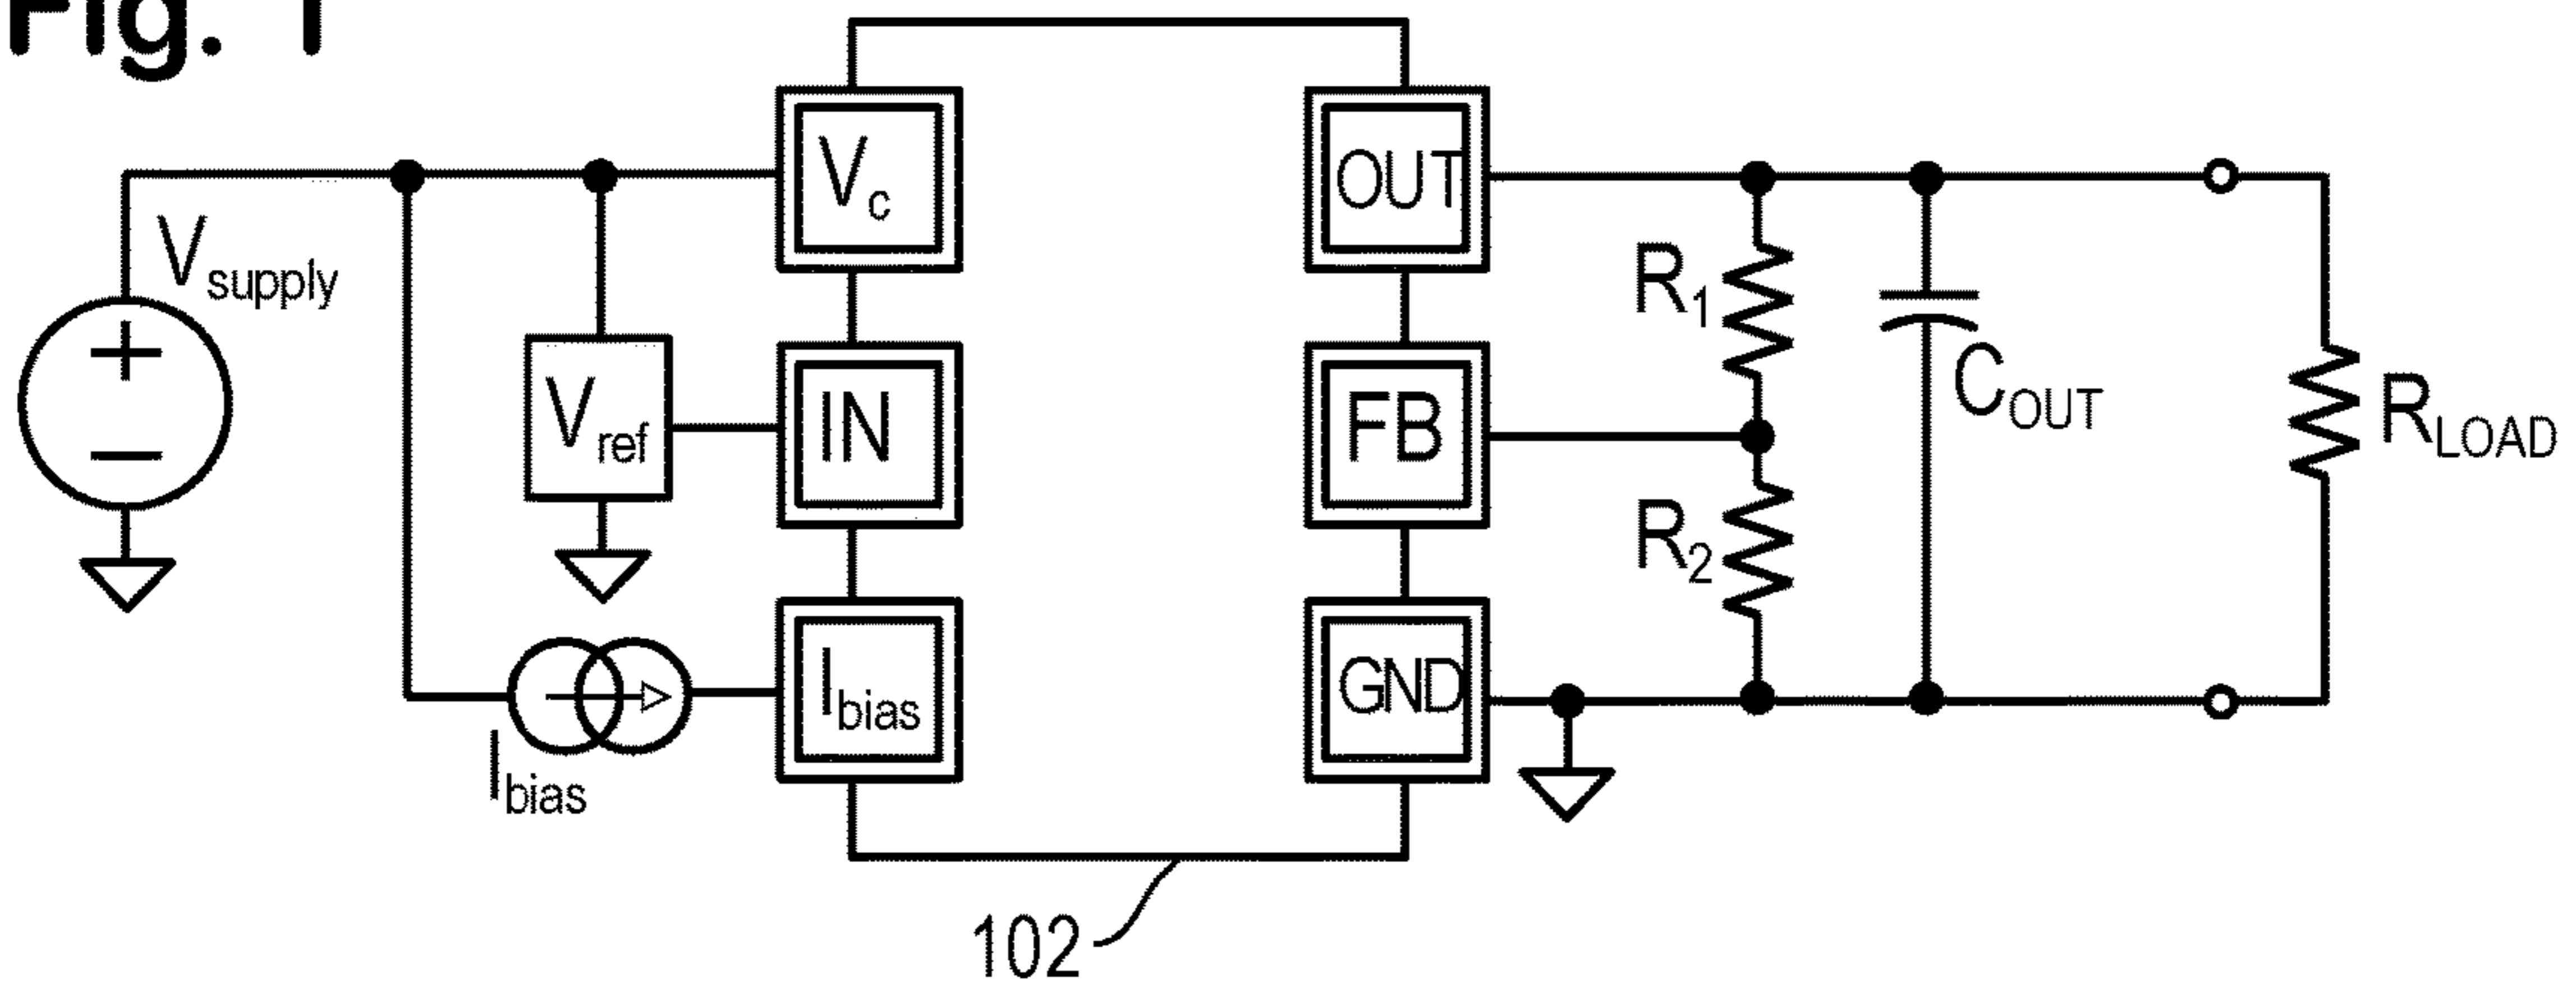 Fig. 1
Vc
OUT
Vsupply
R1
Vref
IN
FB
COUT
RLOAD
R2
Ibias
GND
Ibias
102